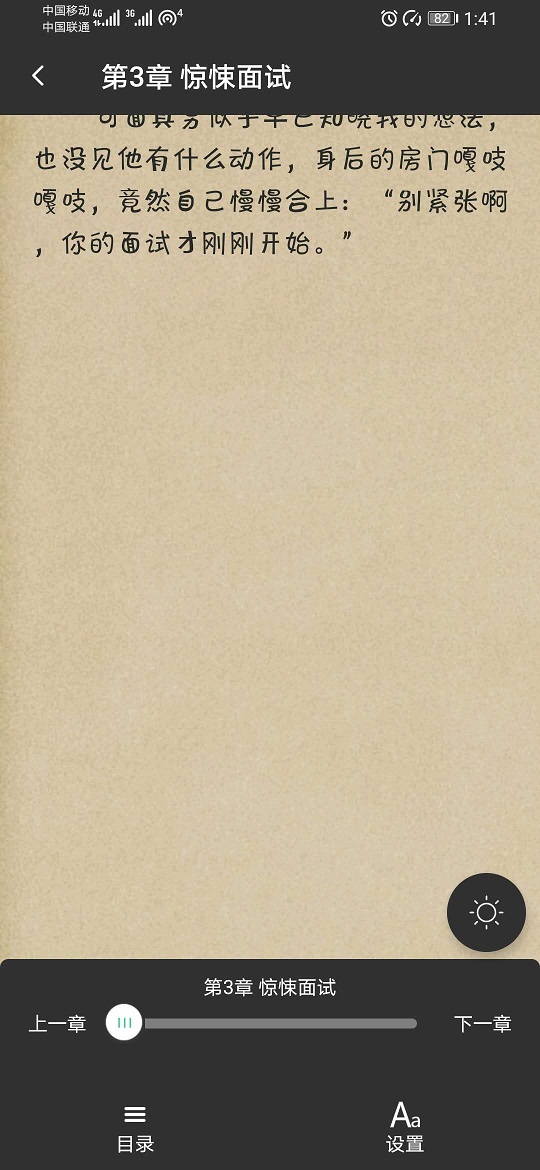 中国移动 4G 3G 4 82 1:41
中国联通
第3章 惊悚面试
可面具男似乎早已知晓我的想法，
也没见他有什么动作，身后的房门嘎吱
嘎吱，竟然自己慢慢合上：“别紧张啊
，你的面试才刚刚开始。”
第3章 惊悚面试
上一章 下一章
目录 Aa 设置